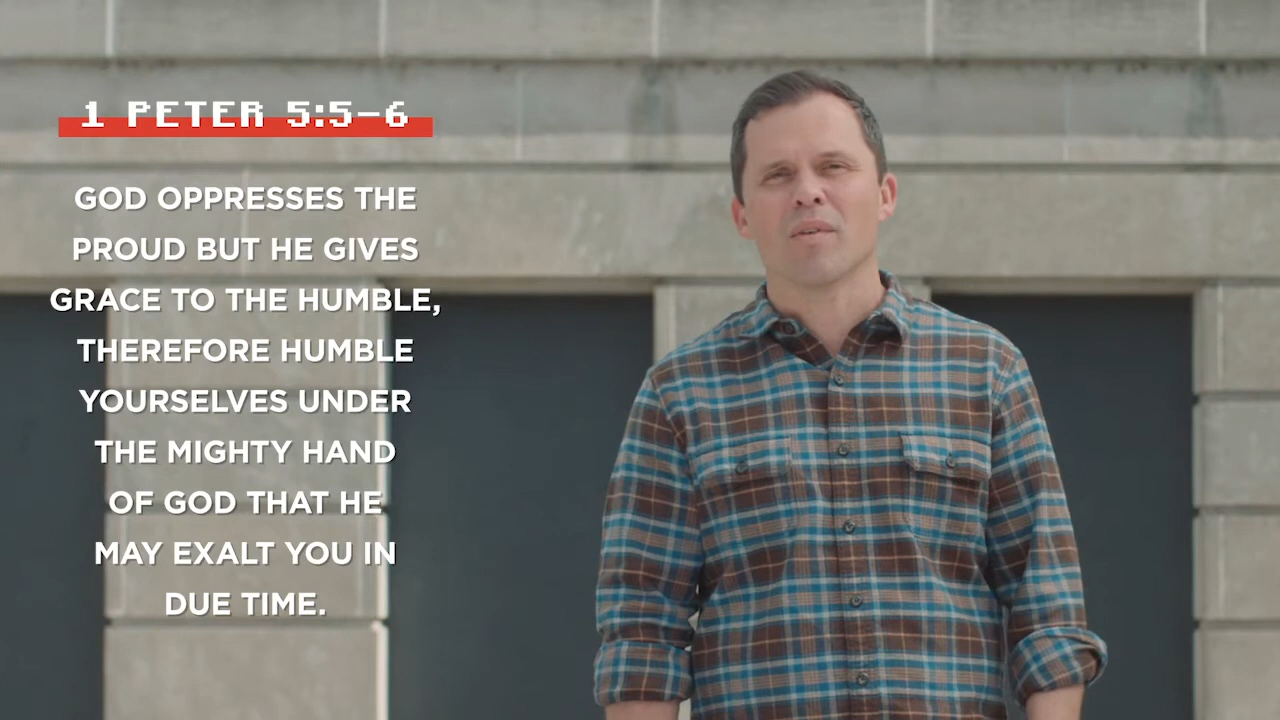 1 PETER 5:5-6
GOD OPPRESSES THE
PROUD BUT HE GIVES
GRACE TO THE HUMBLE,
THEREFORE HUMBLE
YOURSELVES UNDER
THE MIGHTY HAND
OF GOD THAT HE
MAY EXALT YOU IN
DUE TIME.